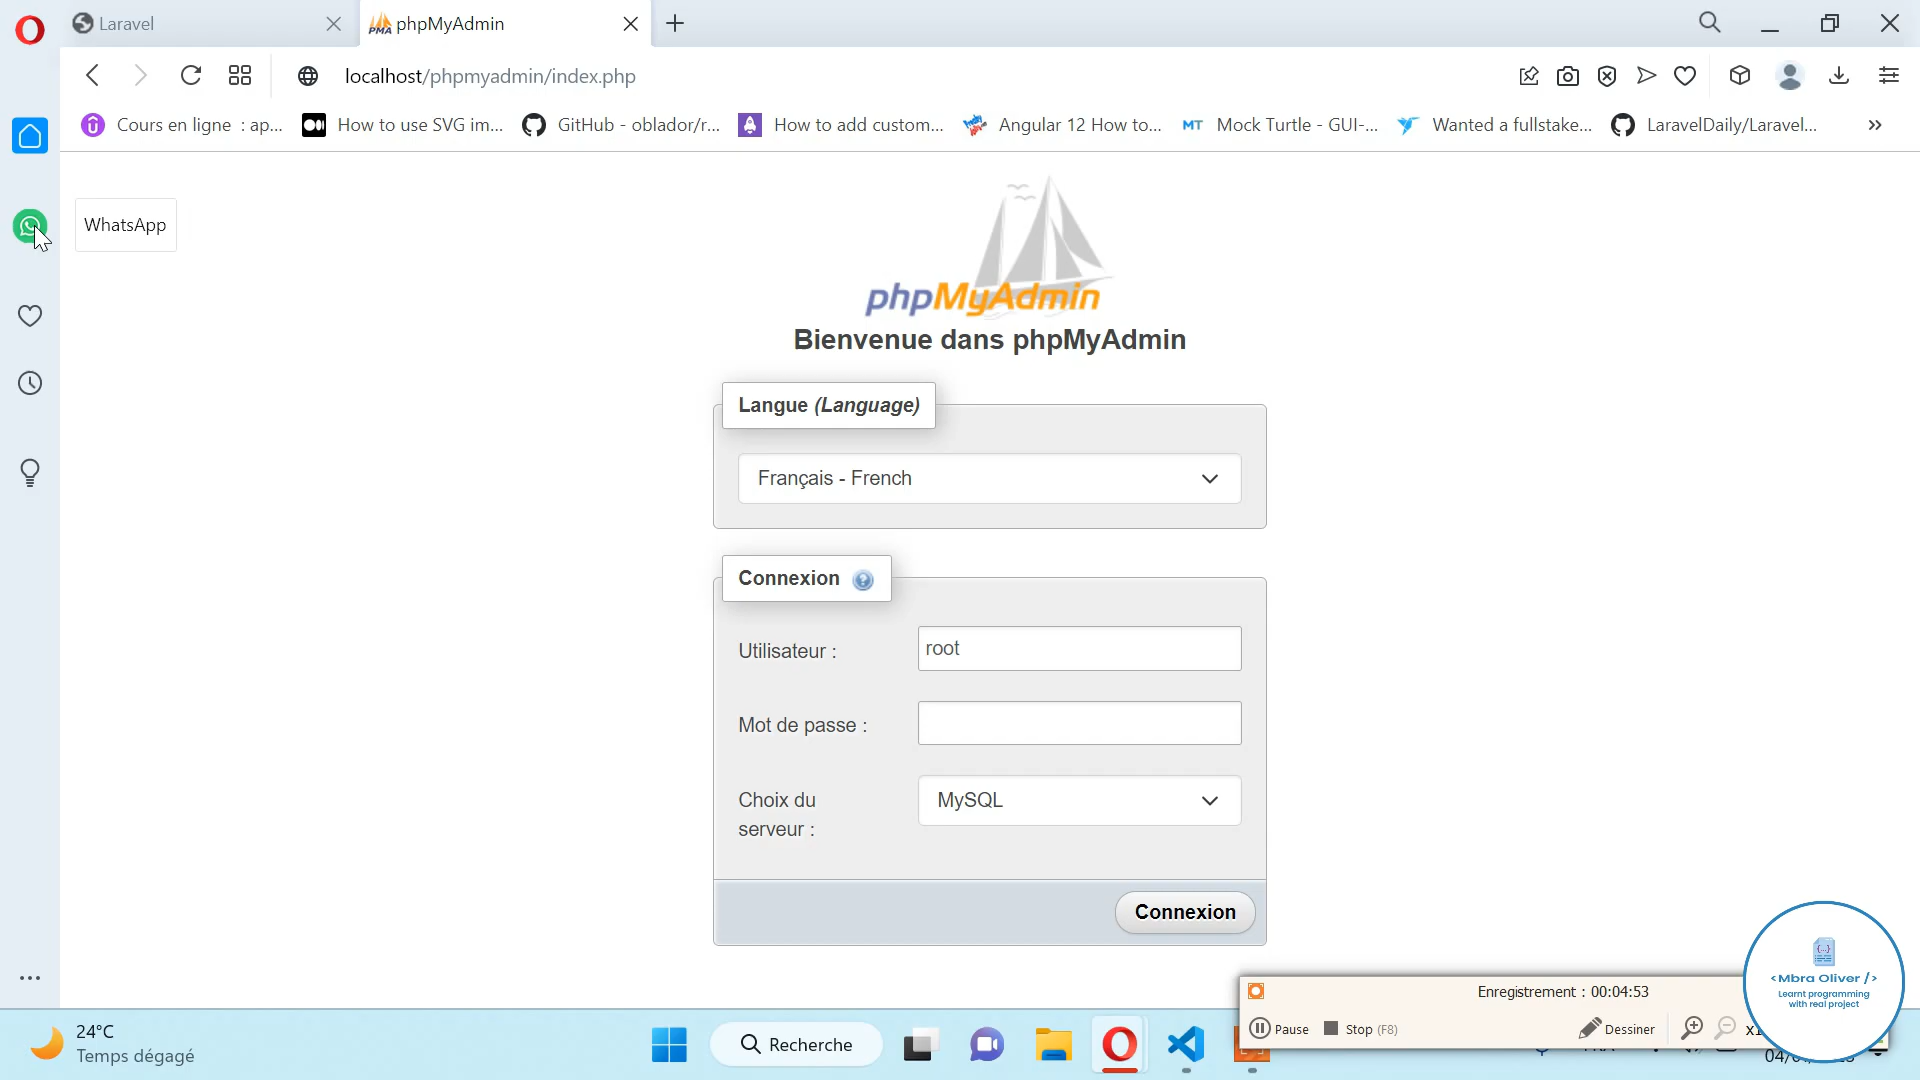 Laravel
PMA phpMyAdmin
localhost/phpmyadmin/index.php
Cours en ligne : ap...
How to use SVG im...
GitHub - oblador/r...
How to add custom...
Angular 12 How to...
MT Mock Turtle - GUI-...
Wanted a fullstake...
LaravelDaily/Laravel...
WhatsApp
phpMyAdmin
Bienvenue dans phpMyAdmin
Langue (Language)
Français - French
Connexion
Utilisateur :
root
Mot de passe :
Choix du
serveur :
MySQL
Connexion
Enregistrement : 00:04:53
Pause
Stop (F8)
Dessiner
{...}
<Mbra Oliver />
Learnt programming
with real project
24°C
Temps dégagé
Recherche